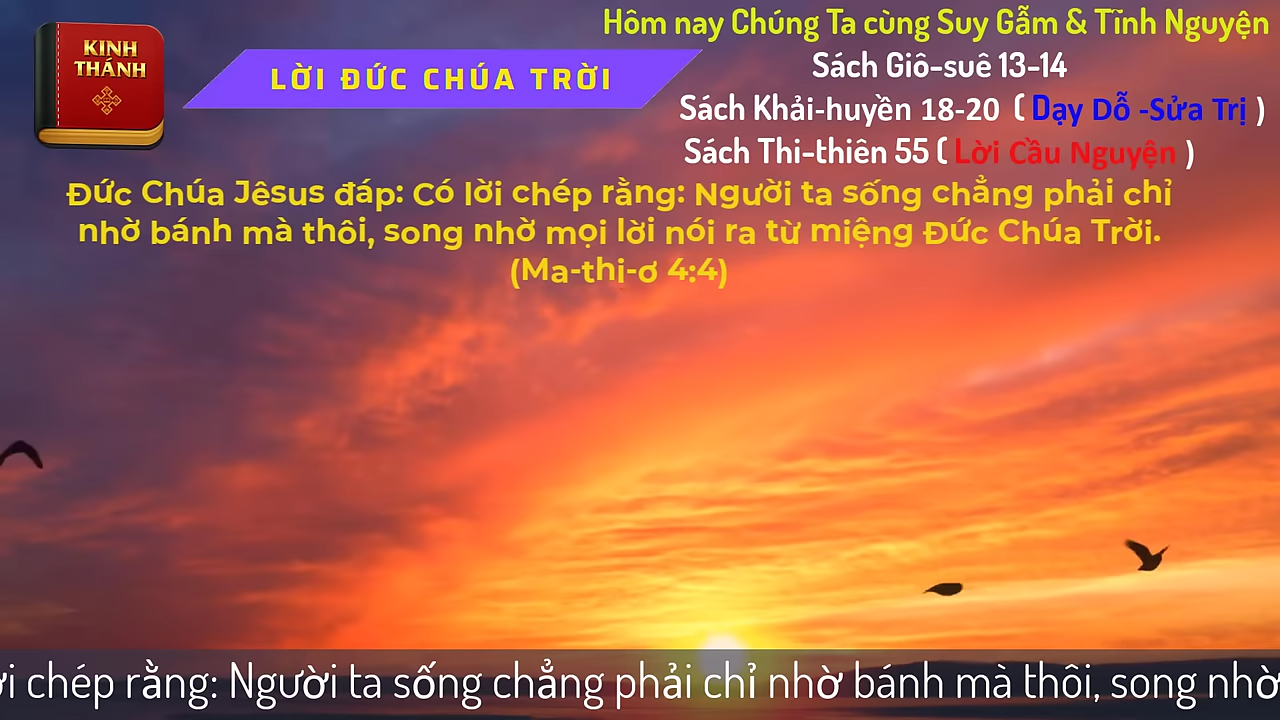 Hôm nay Chúng Ta cùng Suy Gẫm & Tĩnh Nguyện
KINH
THÁNH
LỜI ĐỨC CHÚA TRỜI
Sách Giô-suê 13-14
Sách Khải-huyền 18-20 ( Dạy Dỗ -Sửa Trị )
Sách Thi-thiên 55 ( Lời Cầu Nguyện )
Đức Chúa Jêsus đáp: Có lời chép rằng: Người ta sống chẳng phải chỉ
nhờ bánh mà thôi, song nhờ mọi lời nói ra từ miệng Đức Chúa Trời.
(Ma-thi-ơ 4:4)
chép rằng: Người ta sống chẳng phải chỉ nhờ bánh mà thôi, song nhờ